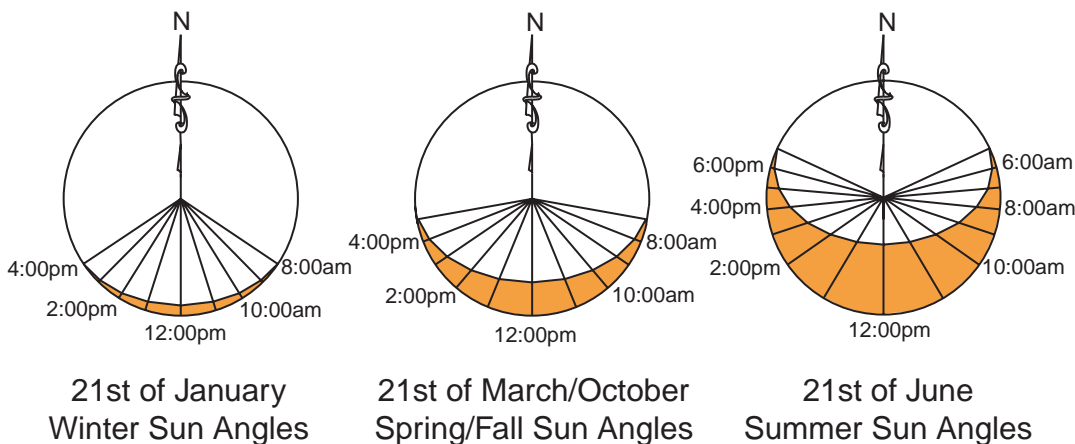 N
4:00pm
2:00pm
12:00pm
10:00am
8:00am
21st of January
Winter Sun Angles
N
4:00pm
2:00pm
12:00pm
10:00am
8:00am
21st of March/October
Spring/Fall Sun Angles
N
6:00pm
4:00pm
2:00pm
12:00pm
10:00am
8:00am
6:00am
21st of June
Summer Sun Angles